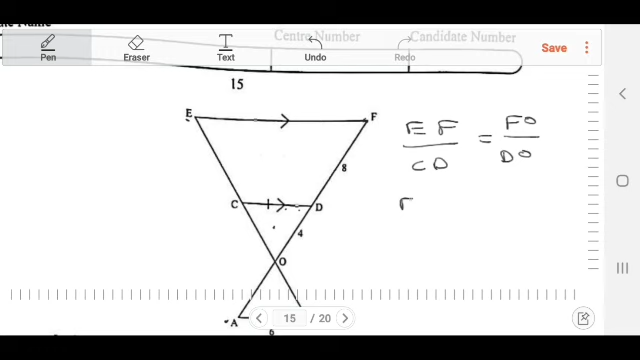 Centre Number
Candidate Number
Pen
Eraser
Text
Undo
Redo
Save
15
E
F
EF/CD = FO/DO
8
C
D
4
O
A
15 / 20